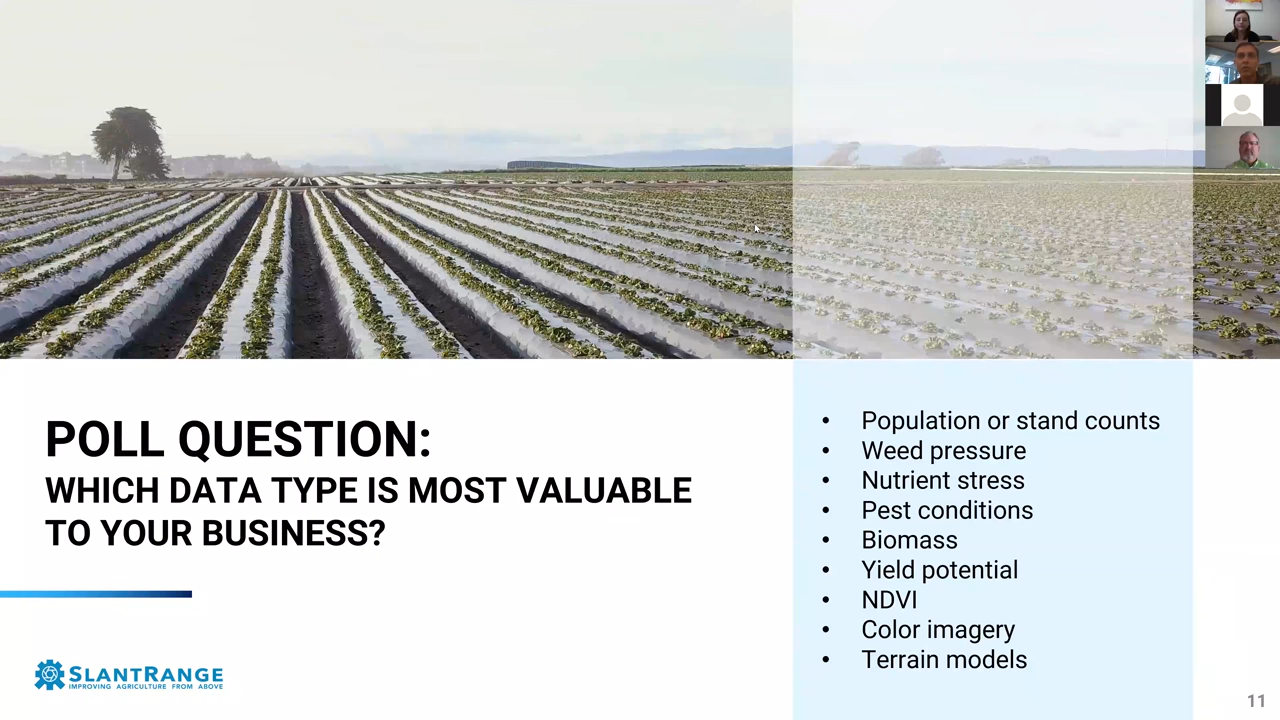 POLL QUESTION:
WHICH DATA TYPE IS MOST VALUABLE
TO YOUR BUSINESS?
• Population or stand counts
• Weed pressure
• Nutrient stress
• Pest conditions
• Biomass
• Yield potential
• NDVI
• Color imagery
• Terrain models
SLANTRANGE
IMPROVING AGRICULTURE FROM ABOVE
11